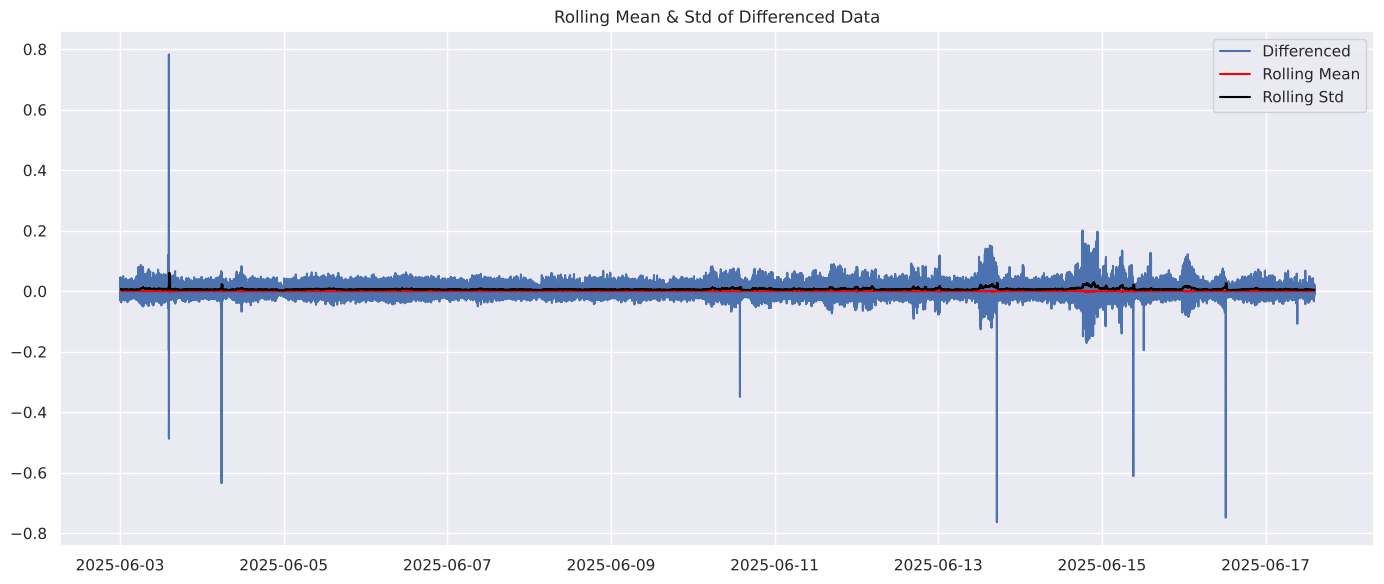 Rolling Mean & Std of Differenced Data
Differenced
Rolling Mean
Rolling Std
0.8
0.6
0.4
0.2
0.0
−0.2
−0.4
−0.6
−0.8
2025-06-03 2025-06-05 2025-06-07 2025-06-09 2025-06-11 2025-06-13 2025-06-15 2025-06-17